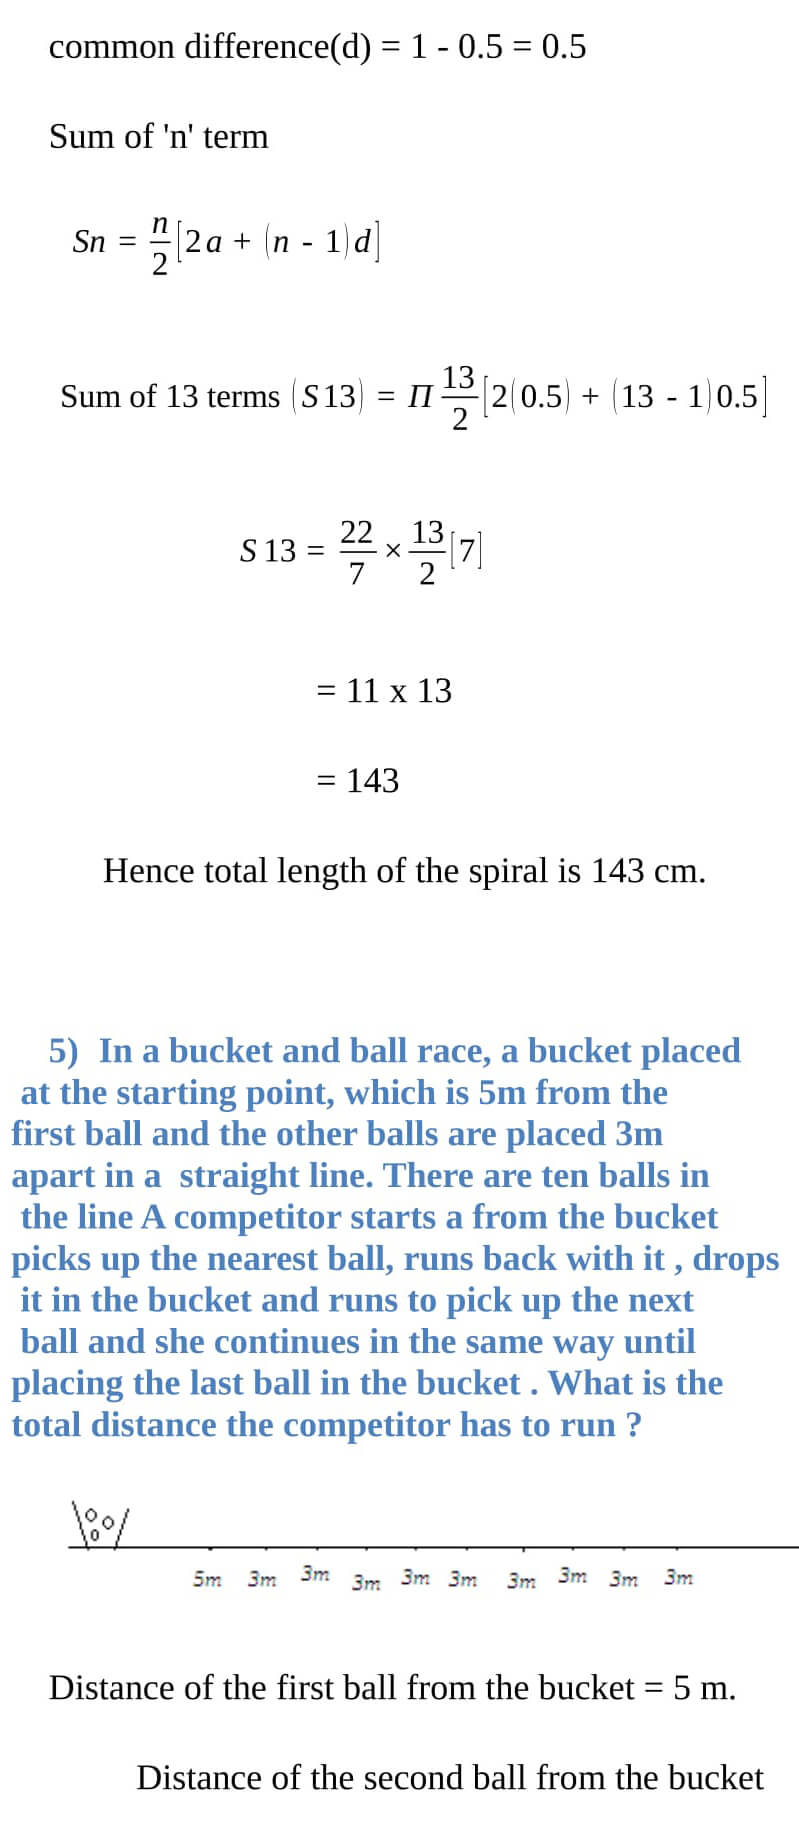 common difference(d) = 1 - 0.5 = 0.5
Sum of 'n' term
Sn = n/2 [2a + (n - 1)d]
Sum of 13 terms (S13) = Π 13/2 [2(0.5) + (13 - 1)0.5]
S13 = 22/7 × 13/2 [7]
= 11 x 13
= 143
Hence total length of the spiral is 143 cm.
5) In a bucket and ball race, a bucket placed
at the starting point, which is 5m from the
first ball and the other balls are placed 3m
apart in a straight line. There are ten balls in
the line A competitor starts a from the bucket
picks up the nearest ball, runs back with it , drops
it in the bucket and runs to pick up the next
ball and she continues in the same way until
placing the last ball in the bucket . What is the
total distance the competitor has to run ?
5m 3m 3m 3m 3m 3m 3m 3m 3m 3m
Distance of the first ball from the bucket = 5 m.
Distance of the second ball from the bucket